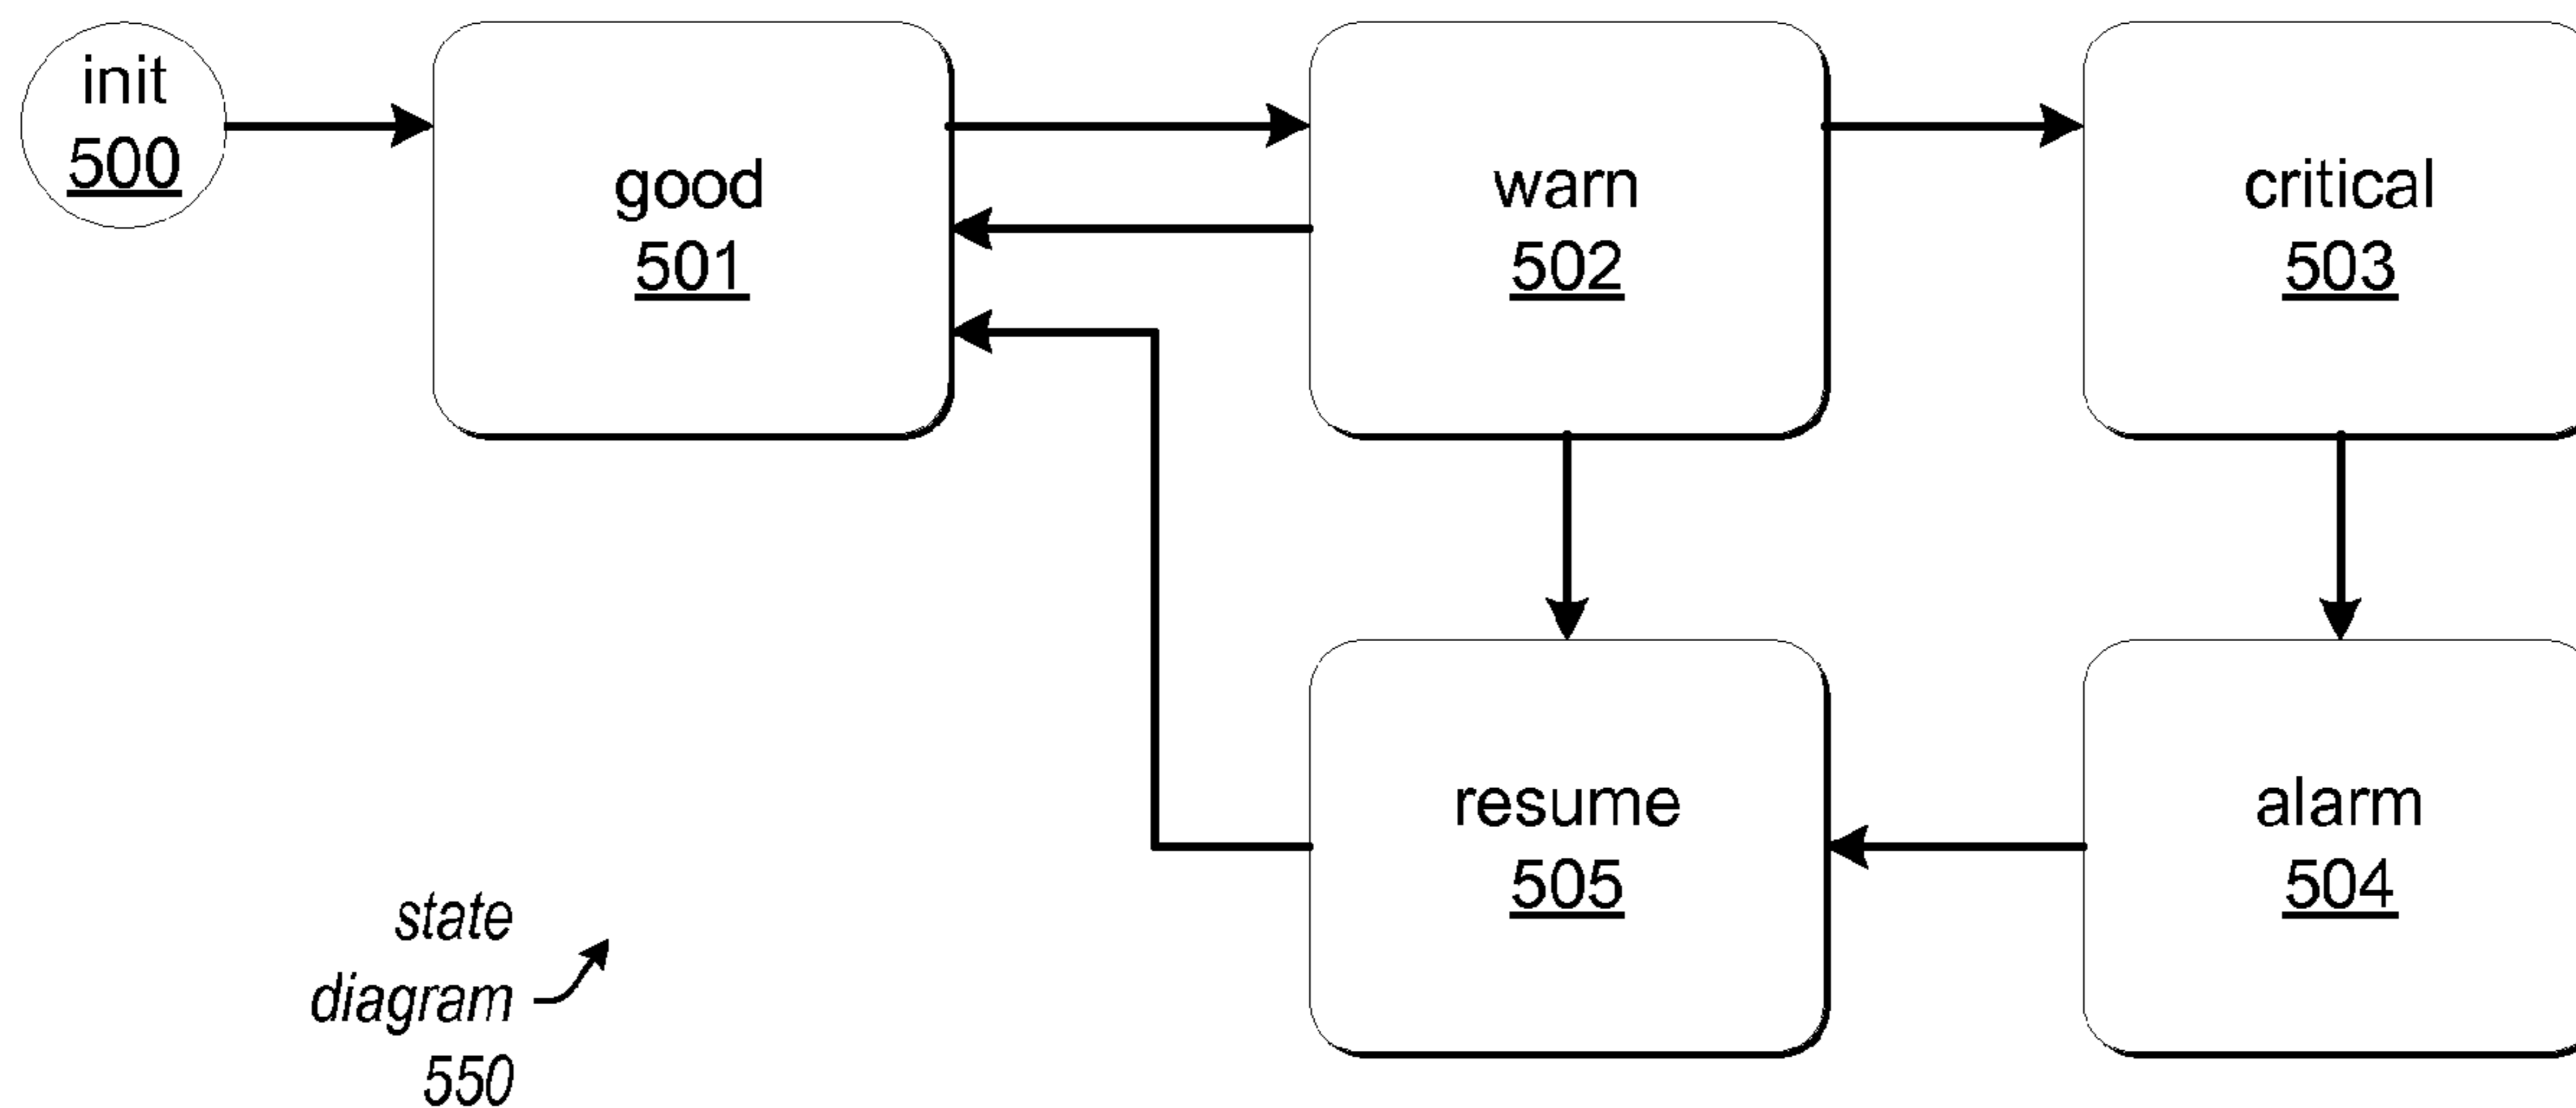 init
500
good
501
warn
502
critical
503
resume
505
alarm
504
state
diagram
550